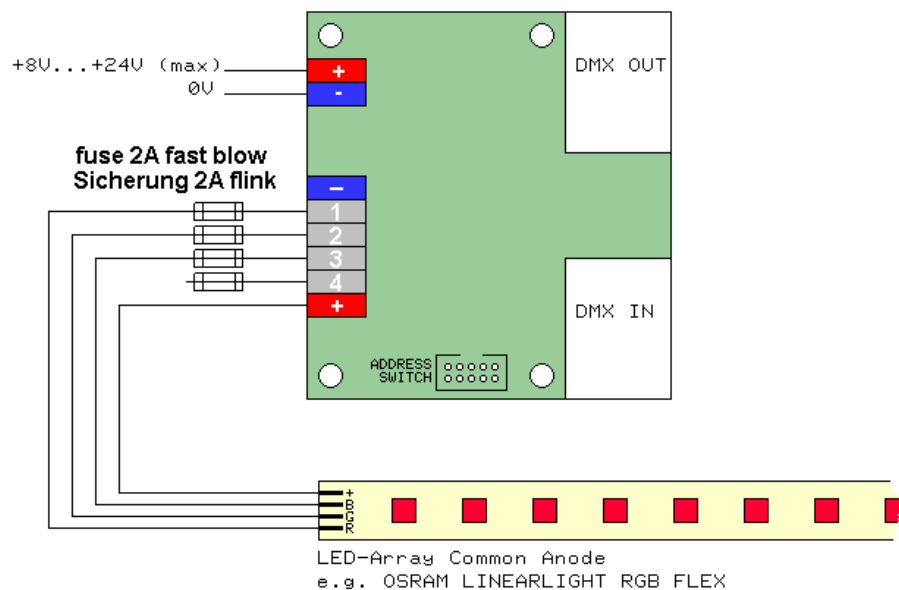 +8V...+24V (max)
0V
+
-
DMX OUT
fuse 2A fast blow
Sicherung 2A flink
−
1
2
3
4
+
DMX IN
ADDRESS
SWITCH
+
B
G
R
LED-Array Common Anode
e.g. OSRAM LINEARLIGHT RGB FLEX